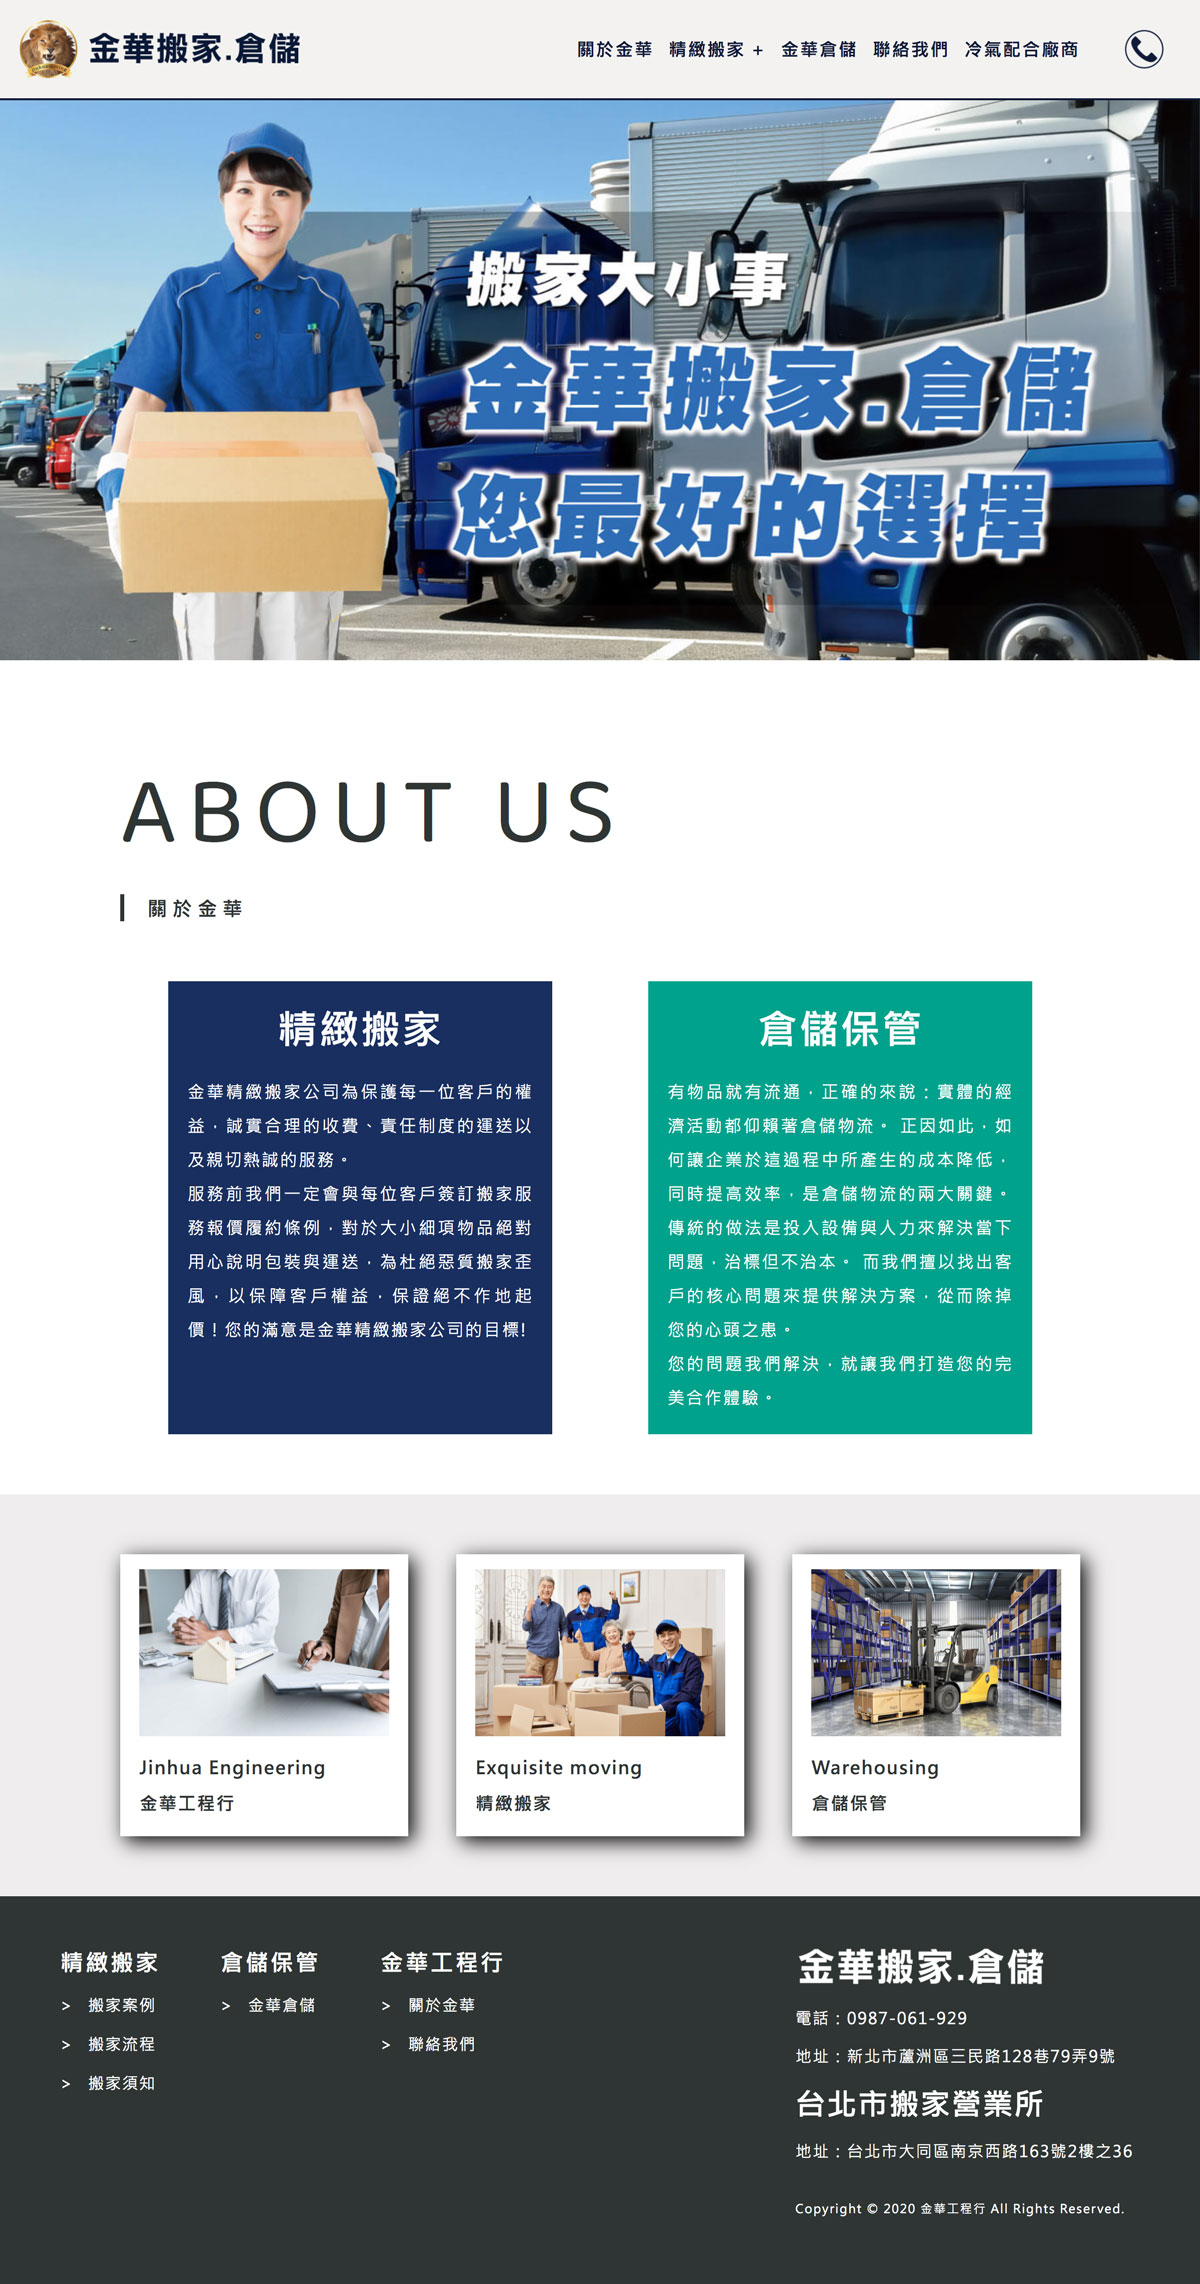 金華搬家.倉儲
關於金華 精緻搬家 + 金華倉儲 聯絡我們 冷氣配合廠商
搬家大小事
金華搬家.倉儲
您最好的選擇
ABOUT US
關於金華
精緻搬家
金華精緻搬家公司為保護每一位客戶的權
益，誠實合理的收費、責任制度的運送以
及親切熱誠的服務。
服務前我們一定會與每位客戶簽訂搬家服
務報價履約條例，對於大小細項物品絕對
用心說明包裝與運送，為杜絕惡質搬家歪
風，以保障客戶權益，保證絕不作地起
價！您的滿意是金華精緻搬家公司的目標!
倉儲保管
有物品就有流通，正確的來說：實體的經
濟活動都仰賴著倉儲物流。 正因如此，如
何讓企業於這過程中所產生的成本降低，
同時提高效率，是倉儲物流的兩大關鍵。
傳統的做法是投入設備與人力來解決當下
問題，治標但不治本。 而我們擅以找出客
戶的核心問題來提供解決方案，從而除掉
您的心頭之患。
您的問題我們解決，就讓我們打造您的完
美合作體驗。
Jinhua Engineering
金華工程行
Exquisite moving
精緻搬家
Warehousing
倉儲保管
精緻搬家
> 搬家案例
> 搬家流程
> 搬家須知
倉儲保管
> 金華倉儲
金華工程行
> 關於金華
> 聯絡我們
金華搬家.倉儲
電話：0987-061-929
地址：新北市蘆洲區三民路128巷79弄9號
台北市搬家營業所
地址：台北市大同區南京西路163號2樓之36
Copyright © 2020 金華工程行 All Rights Reserved.